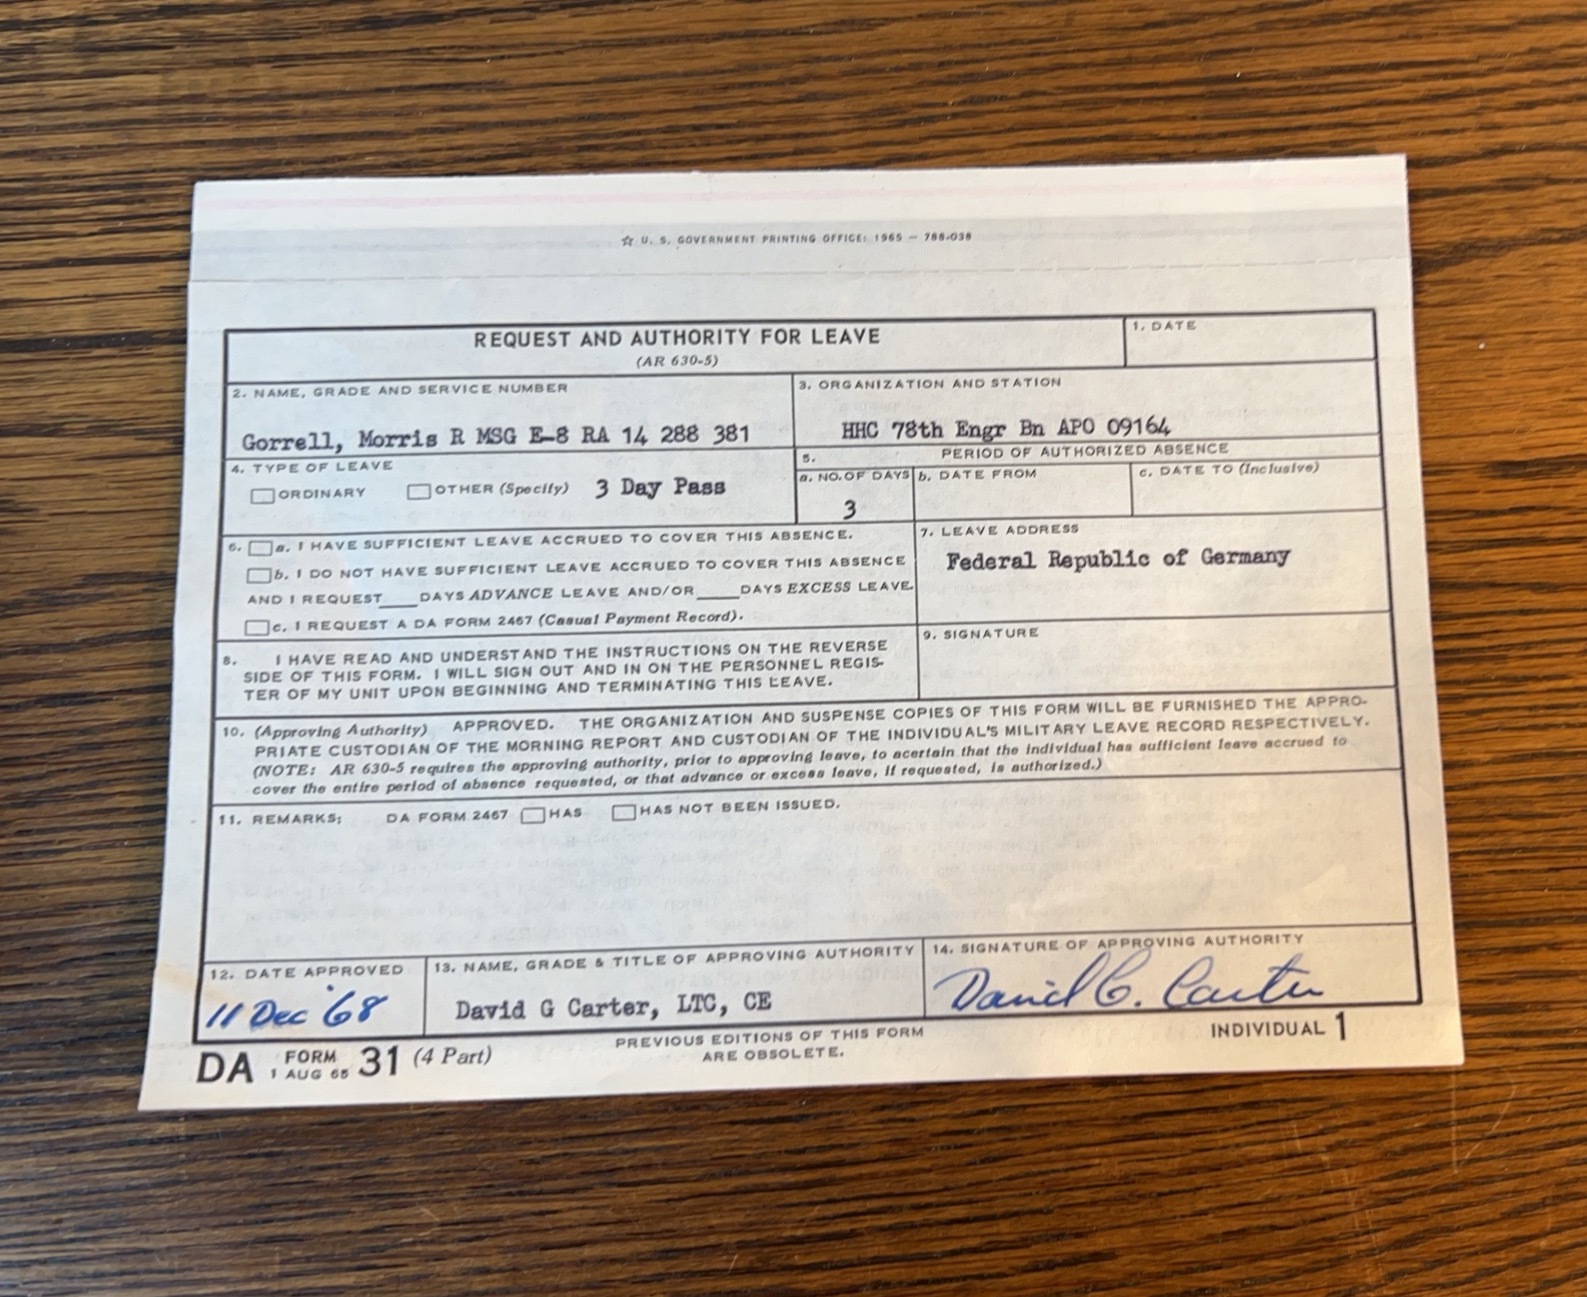 ☆ U. S. GOVERNMENT PRINTING OFFICE: 1965 — 788-038
REQUEST AND AUTHORITY FOR LEAVE
(AR 630-5)
1. DATE
2. NAME, GRADE AND SERVICE NUMBER
Gorrell, Morris R MSG E-8 RA 14 288 381
3. ORGANIZATION AND STATION
HHC 78th Engr Bn APO 09164
4. TYPE OF LEAVE
ORDINARY OTHER (Specify) 3 Day Pass
5. PERIOD OF AUTHORIZED ABSENCE
a. NO. OF DAYS
3
b. DATE FROM
c. DATE TO (Inclusive)
6. a. I HAVE SUFFICIENT LEAVE ACCRUED TO COVER THIS ABSENCE.
b. I DO NOT HAVE SUFFICIENT LEAVE ACCRUED TO COVER THIS ABSENCE
AND I REQUEST ____ DAYS ADVANCE LEAVE AND/OR ____ DAYS EXCESS LEAVE.
c. I REQUEST A DA FORM 2467 (Casual Payment Record).
7. LEAVE ADDRESS
Federal Republic of Germany
8. I HAVE READ AND UNDERSTAND THE INSTRUCTIONS ON THE REVERSE
SIDE OF THIS FORM. I WILL SIGN OUT AND IN ON THE PERSONNEL REGIS-
TER OF MY UNIT UPON BEGINNING AND TERMINATING THIS LEAVE.
9. SIGNATURE
10. (Approving Authority) APPROVED. THE ORGANIZATION AND SUSPENSE COPIES OF THIS FORM WILL BE FURNISHED THE APPRO-
PRIATE CUSTODIAN OF THE MORNING REPORT AND CUSTODIAN OF THE INDIVIDUAL'S MILITARY LEAVE RECORD RESPECTIVELY.
(NOTE: AR 630-5 requires the approving authority, prior to approving leave, to acertain that the individual has sufficient leave accrued to
cover the entire period of absence requested, or that advance or excess leave, if requested, is authorized.)
11. REMARKS: DA FORM 2467 HAS HAS NOT BEEN ISSUED.
12. DATE APPROVED
11 Dec '68
13. NAME, GRADE & TITLE OF APPROVING AUTHORITY
David G Carter, LTC, CE
14. SIGNATURE OF APPROVING AUTHORITY
David G. Carter
DA FORM 31 (4 Part)
1 AUG 65
PREVIOUS EDITIONS OF THIS FORM
ARE OBSOLETE.
INDIVIDUAL 1